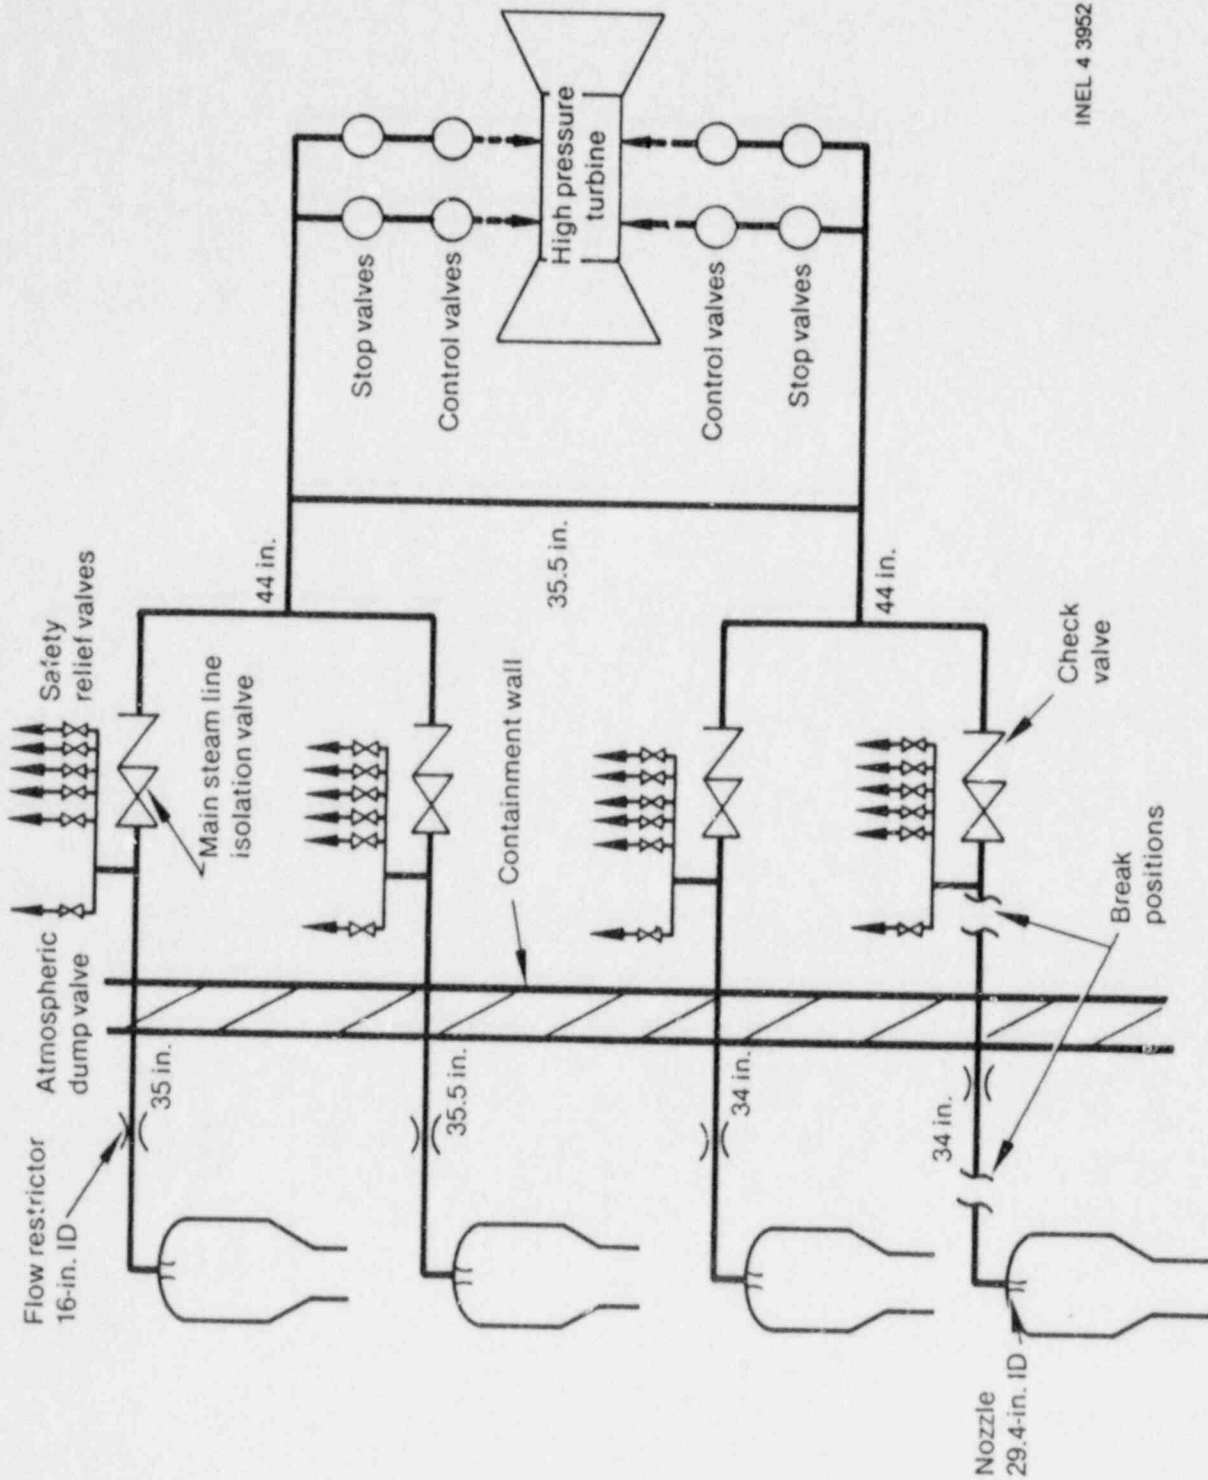 INEL 4 3952
High pressure
turbine
Stop valves
Control valves
Control valves
Stop valves
44 in.
35.5 in.
44 in.
Safety
relief valves
Main steam line
isolation valve
Containment wall
Check
valve
Break
positions
Atmospheric
dump valve
35 in.
35.5 in.
34 in.
34 in.
Flow restrictor
16-in. ID
Nozzle
29.4-in. ID